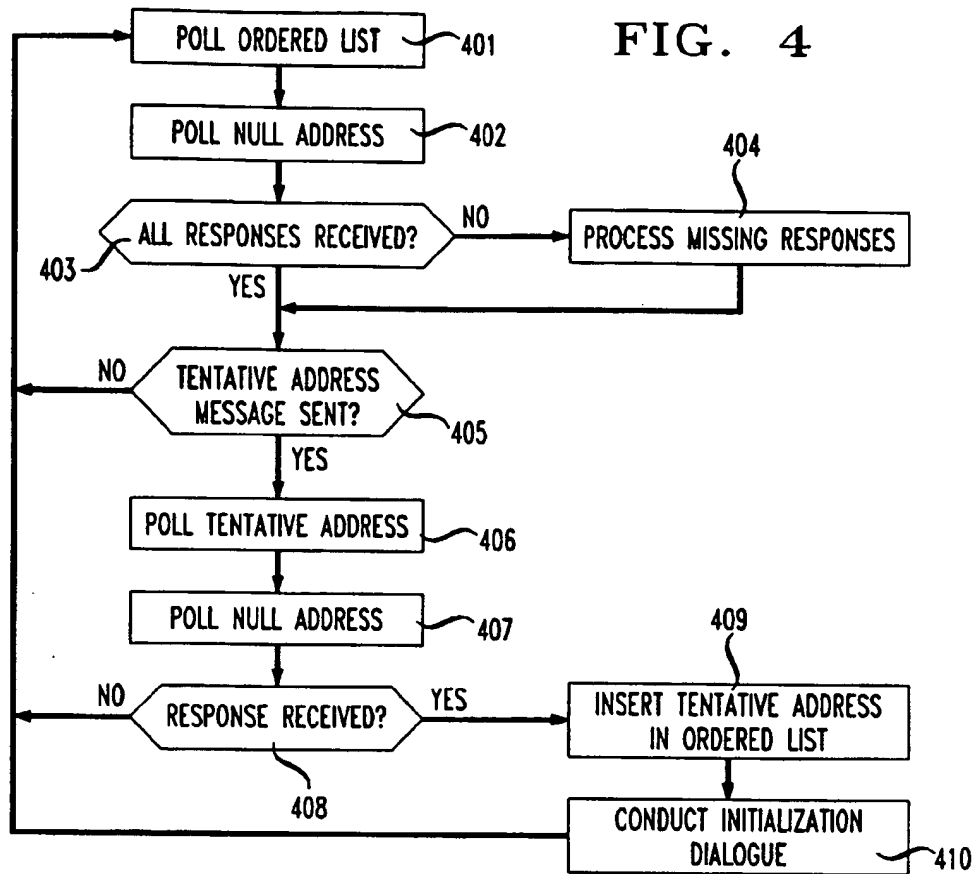 FIG. 4
POLL ORDERED LIST
401
POLL NULL ADDRESS
402
404
ALL RESPONSES RECEIVED?
403
NO
PROCESS MISSING RESPONSES
YES
NO
TENTATIVE ADDRESS
MESSAGE SENT?
405
YES
POLL TENTATIVE ADDRESS
406
POLL NULL ADDRESS
407
409
NO
RESPONSE RECEIVED?
YES
408
INSERT TENTATIVE ADDRESS
IN ORDERED LIST
CONDUCT INITIALIZATION
DIALOGUE
410